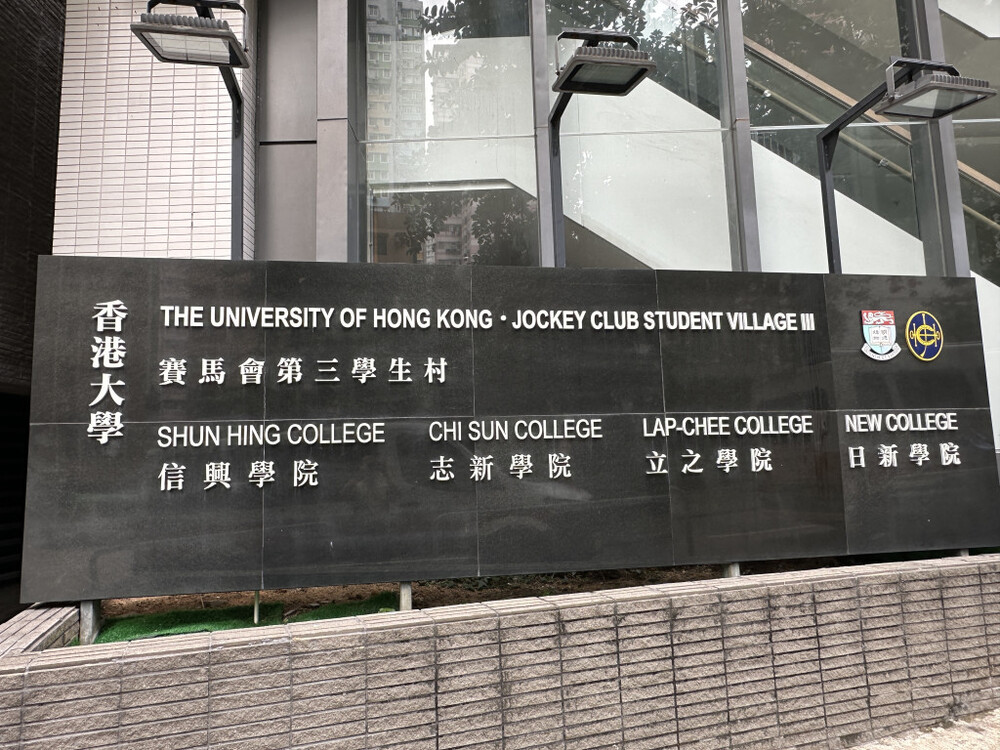 香港大學
THE UNIVERSITY OF HONG KONG · JOCKEY CLUB STUDENT VILLAGE III
賽馬會第三學生村
SHUN HING COLLEGE
信興學院
CHI SUN COLLEGE
志新學院
LAP-CHEE COLLEGE
立之學院
NEW COLLEGE
日新學院